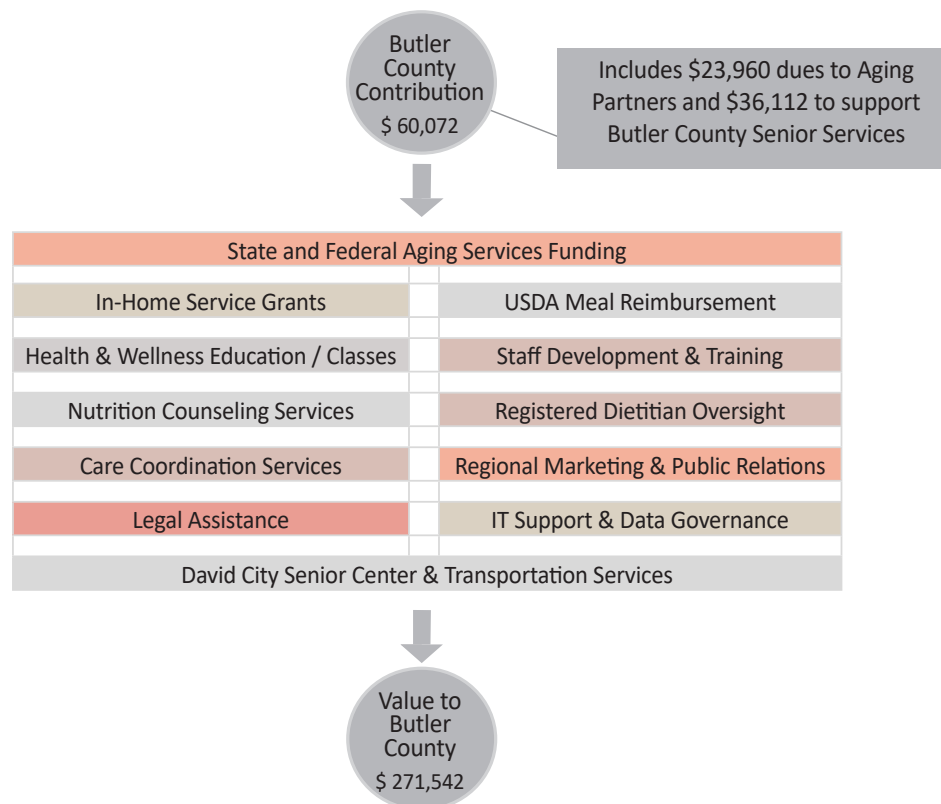 Butler
County
Contribution
$ 60,072
Includes $23,960 dues to Aging
Partners and $36,112 to support
Butler County Senior Services
State and Federal Aging Services Funding
In-Home Service Grants
USDA Meal Reimbursement
Health & Wellness Education / Classes
Staff Development & Training
Nutrition Counseling Services
Registered Dietitian Oversight
Care Coordination Services
Regional Marketing & Public Relations
Legal Assistance
IT Support & Data Governance
David City Senior Center & Transportation Services
Value to
Butler
County
$ 271,542